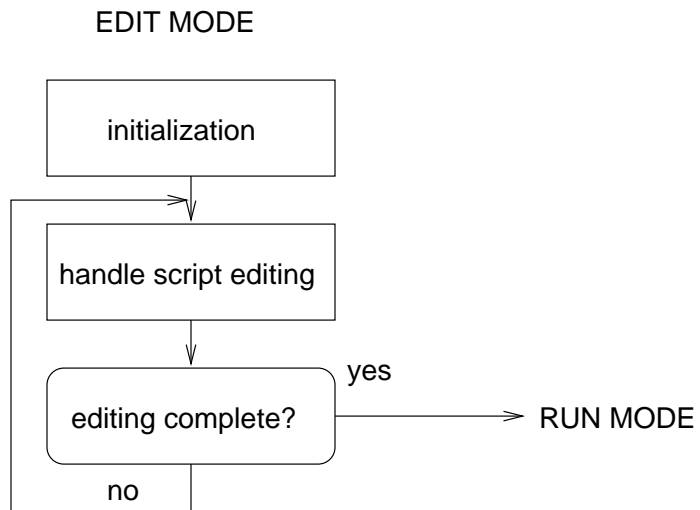 EDIT MODE
initialization
handle script editing
yes
editing complete?
RUN MODE
no